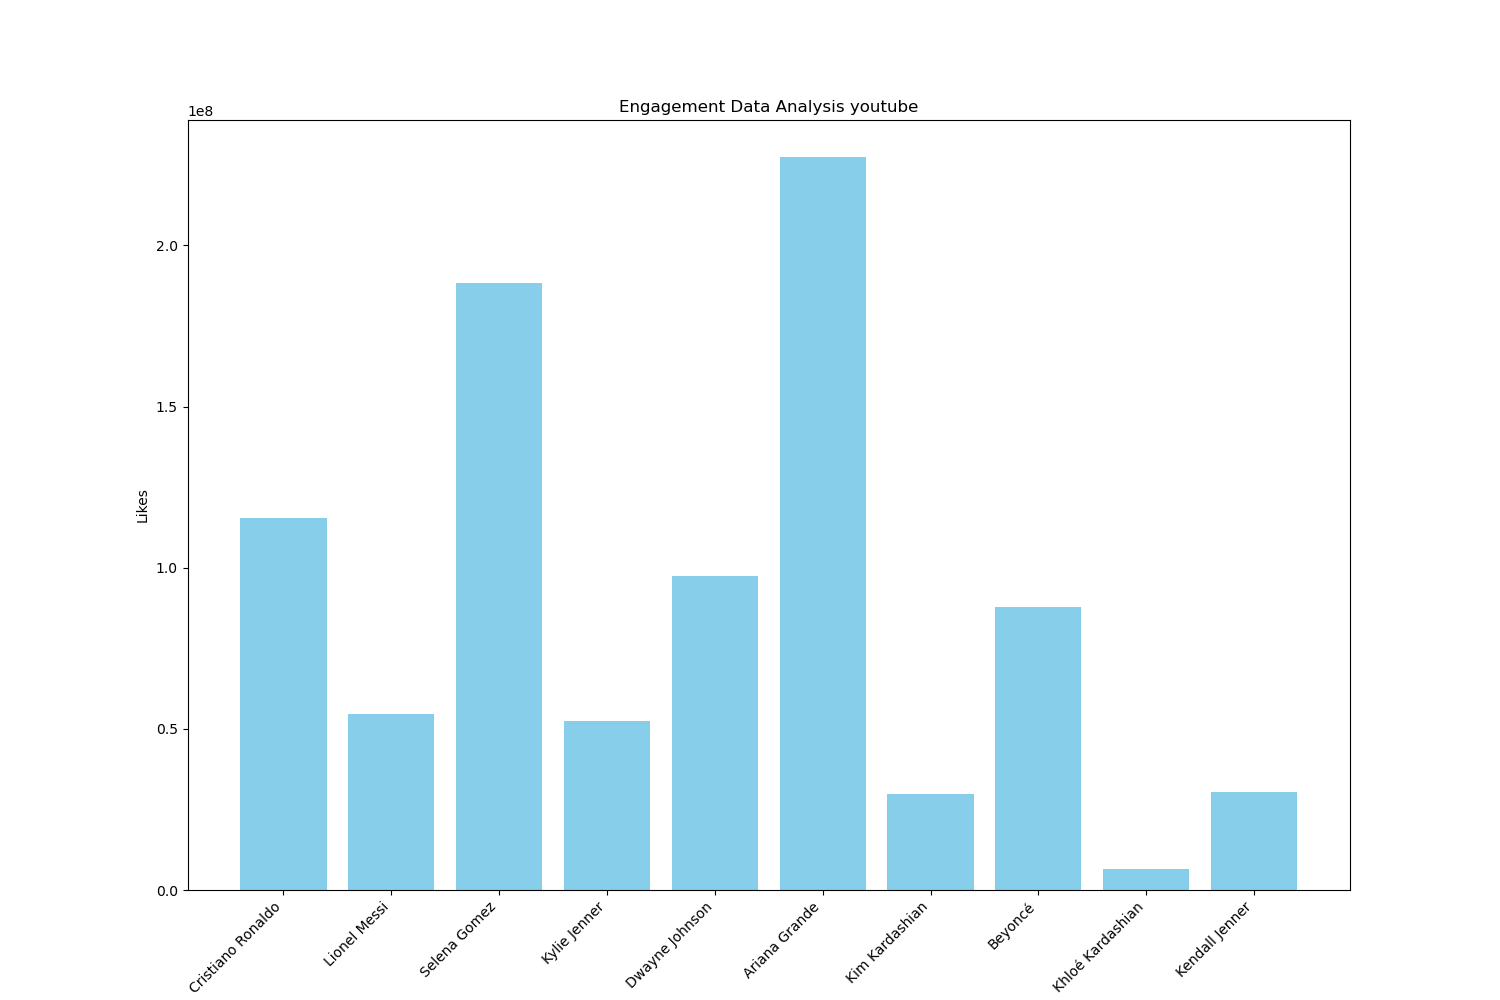 Engagement Data Analysis youtube
1e8
2.0
1.5
1.0
0.5
0.0
Likes
Cristiano Ronaldo
Lionel Messi
Selena Gomez
Kylie Jenner
Dwayne Johnson
Ariana Grande
Kim Kardashian
Beyoncé
Khloé Kardashian
Kendall Jenner